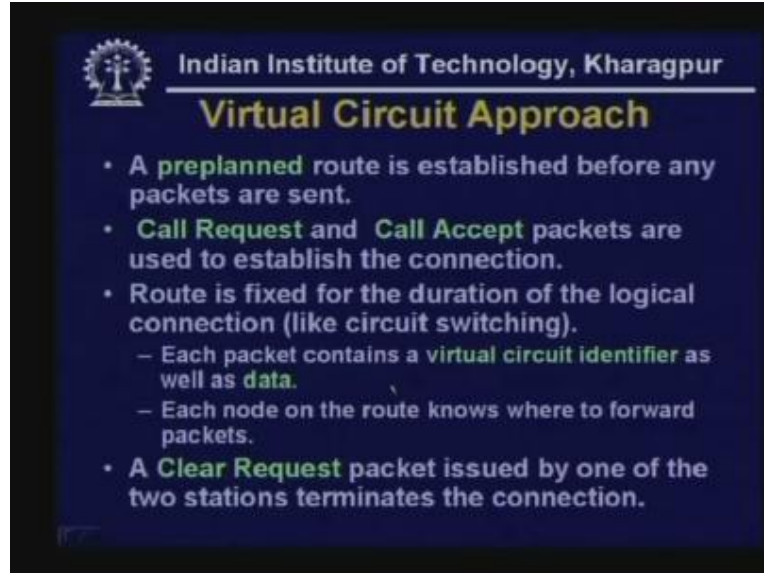 Indian Institute of Technology, Kharagpur
Virtual Circuit Approach
• A preplanned route is established before any
packets are sent.
• Call Request and Call Accept packets are
used to establish the connection.
• Route is fixed for the duration of the logical
connection (like circuit switching).
– Each packet contains a virtual circuit identifier as
well as data.
– Each node on the route knows where to forward
packets.
• A Clear Request packet issued by one of the
two stations terminates the connection.